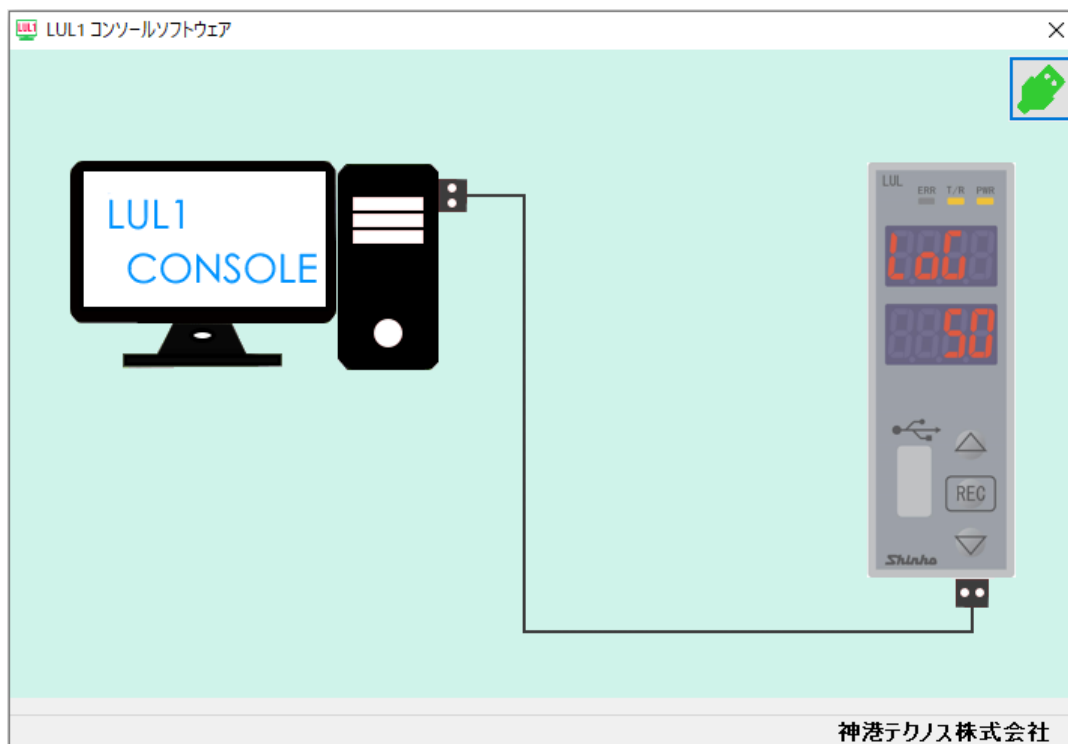 LUL1 コンソールソフトウェア
LUL1
CONSOLE
LUL
ERR T/R PWR
LoG
50
REC
Shinko
神港テクノス株式会社